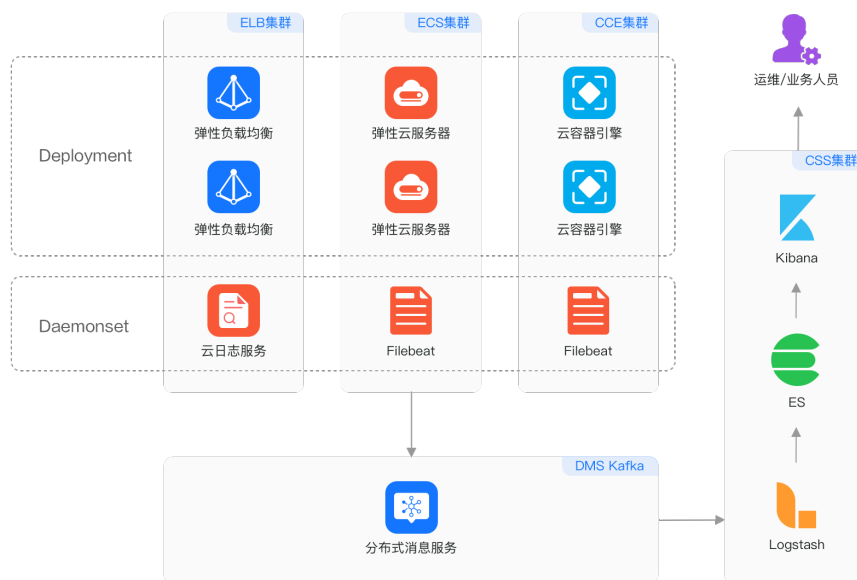 ELB集群
ECS集群
CCE集群
运维/业务人员
Deployment
弹性负载均衡
弹性云服务器
云容器引擎
弹性负载均衡
弹性云服务器
云容器引擎
CSS集群
Kibana
Daemonset
云日志服务
Filebeat
Filebeat
ES
DMS Kafka
分布式消息服务
Logstash